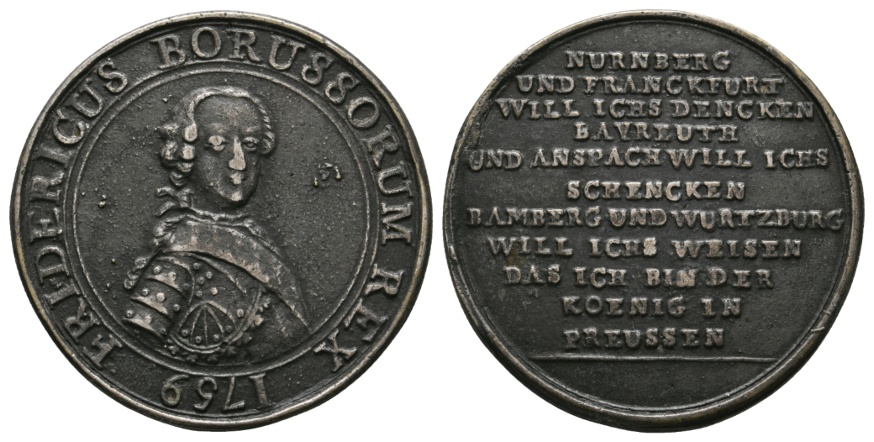 FRIDERICUS BORUSSORUM REX
1759
NURNBERG
UND FRANCKFURT
WILL ICHS DENCKEN
BAYREUTH
UND ANSPACH WILL ICHS
SCHENCKEN
BAMBERG UND WURTZBURG
WILL ICHS WEISEN
DAS ICH BIN DER
KOENIG IN
PREUSSEN